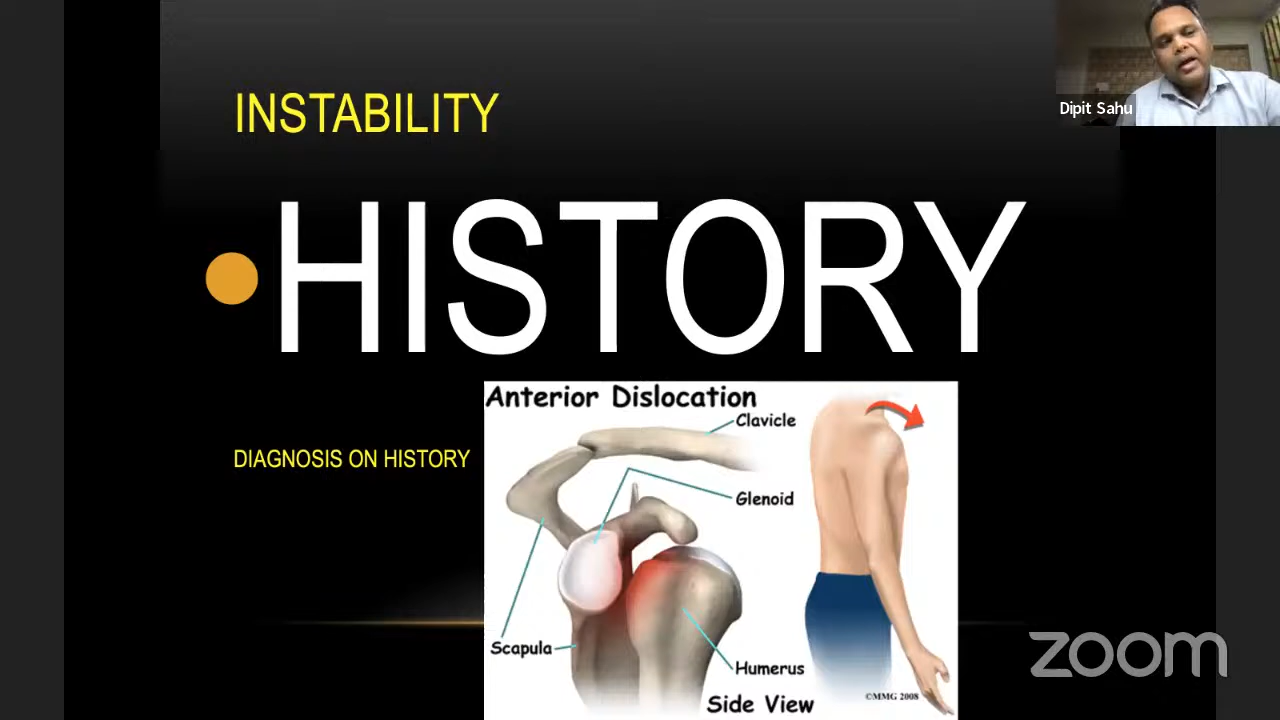 INSTABILITY
Dipit Sahu
HISTORY
DIAGNOSIS ON HISTORY
Anterior Dislocation
Clavicle
Glenoid
Scapula
Humerus
Side View
©MMG 2008
zoom